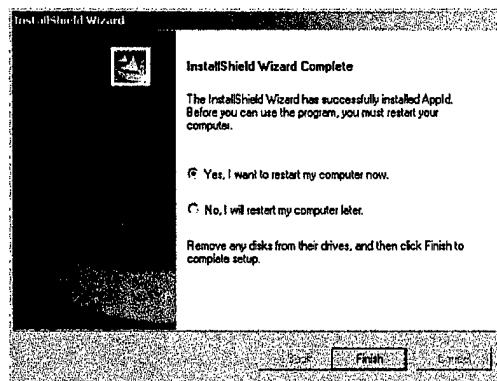 InstallShield Wizard
InstallShield Wizard Complete
The InstallShield Wizard has successfully installed AppId.
Before you can use the program, you must restart your
computer.
Yes, I want to restart my computer now.
No, I will restart my computer later.
Remove any disks from their drives, and then click Finish to
complete setup.
Back Finish Cancel